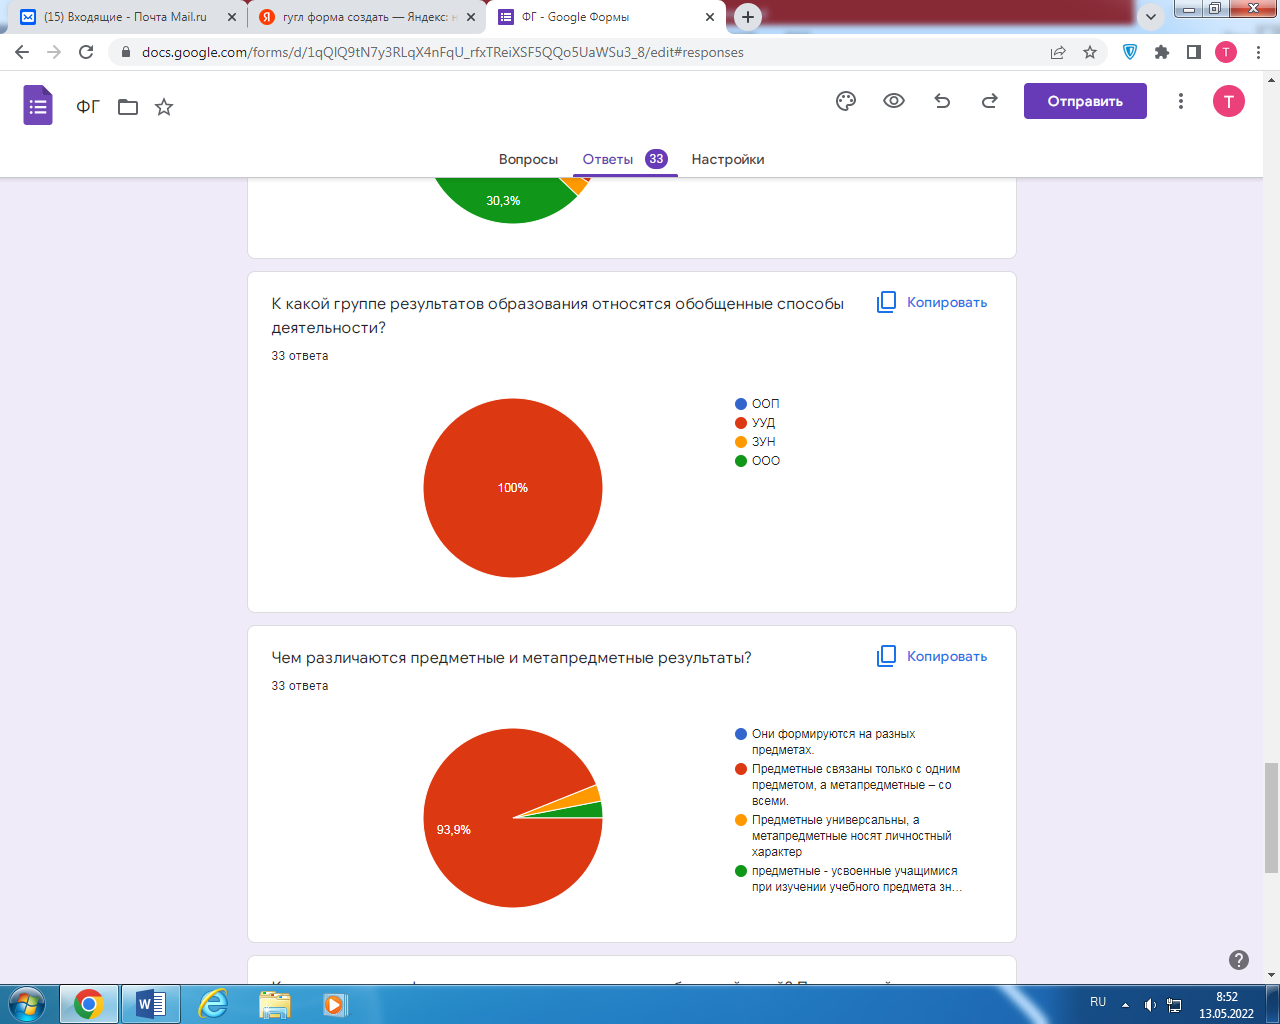 (15) Входящие - Почта Mail.ru
гугл форма создать — Яндекс: н
ФГ - Google Формы
docs.google.com/forms/d/1qQlQ9tN7y3RLqX4nFqU_rfxTReiXSF5QQo5UaWSu3_8/edit#responses
T
ФГ
Отправить
T
Вопросы
Ответы 33
Настройки
30,3%
К какой группе результатов образования относятся обобщенные способы
деятельности?
Копировать
33 ответа
100%
ООП
УУД
ЗУН
ООО
Чем различаются предметные и метапредметные результаты?
Копировать
33 ответа
93,9%
Они формируются на разных
предметах.
Предметные связаны только с одним
предметом, а метапредметные – со
всеми.
Предметные универсальны, а
метапредметные носят личностный
характер
предметные - усвоенные учащимися
при изучении учебного предмета зн...
RU
8:52
13.05.2022